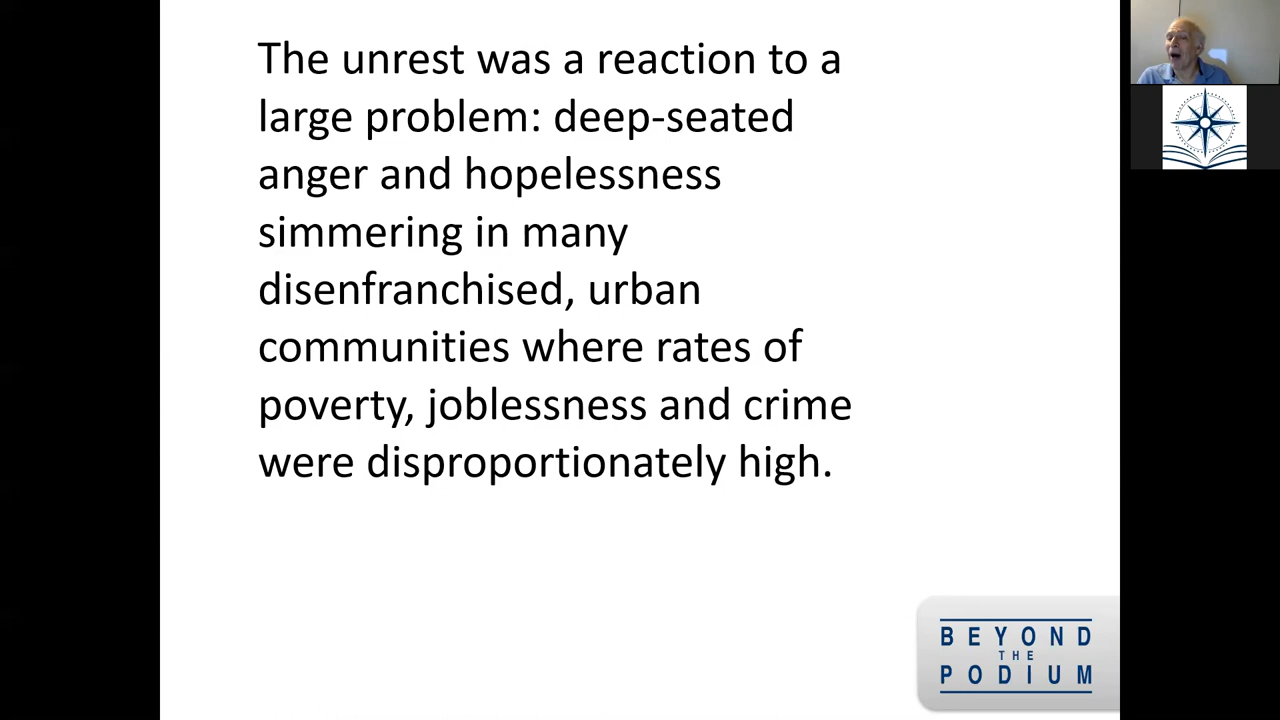 The unrest was a reaction to a
large problem: deep-seated
anger and hopelessness
simmering in many
disenfranchised, urban
communities where rates of
poverty, joblessness and crime
were disproportionately high.
BEYOND
THE
PODIUM